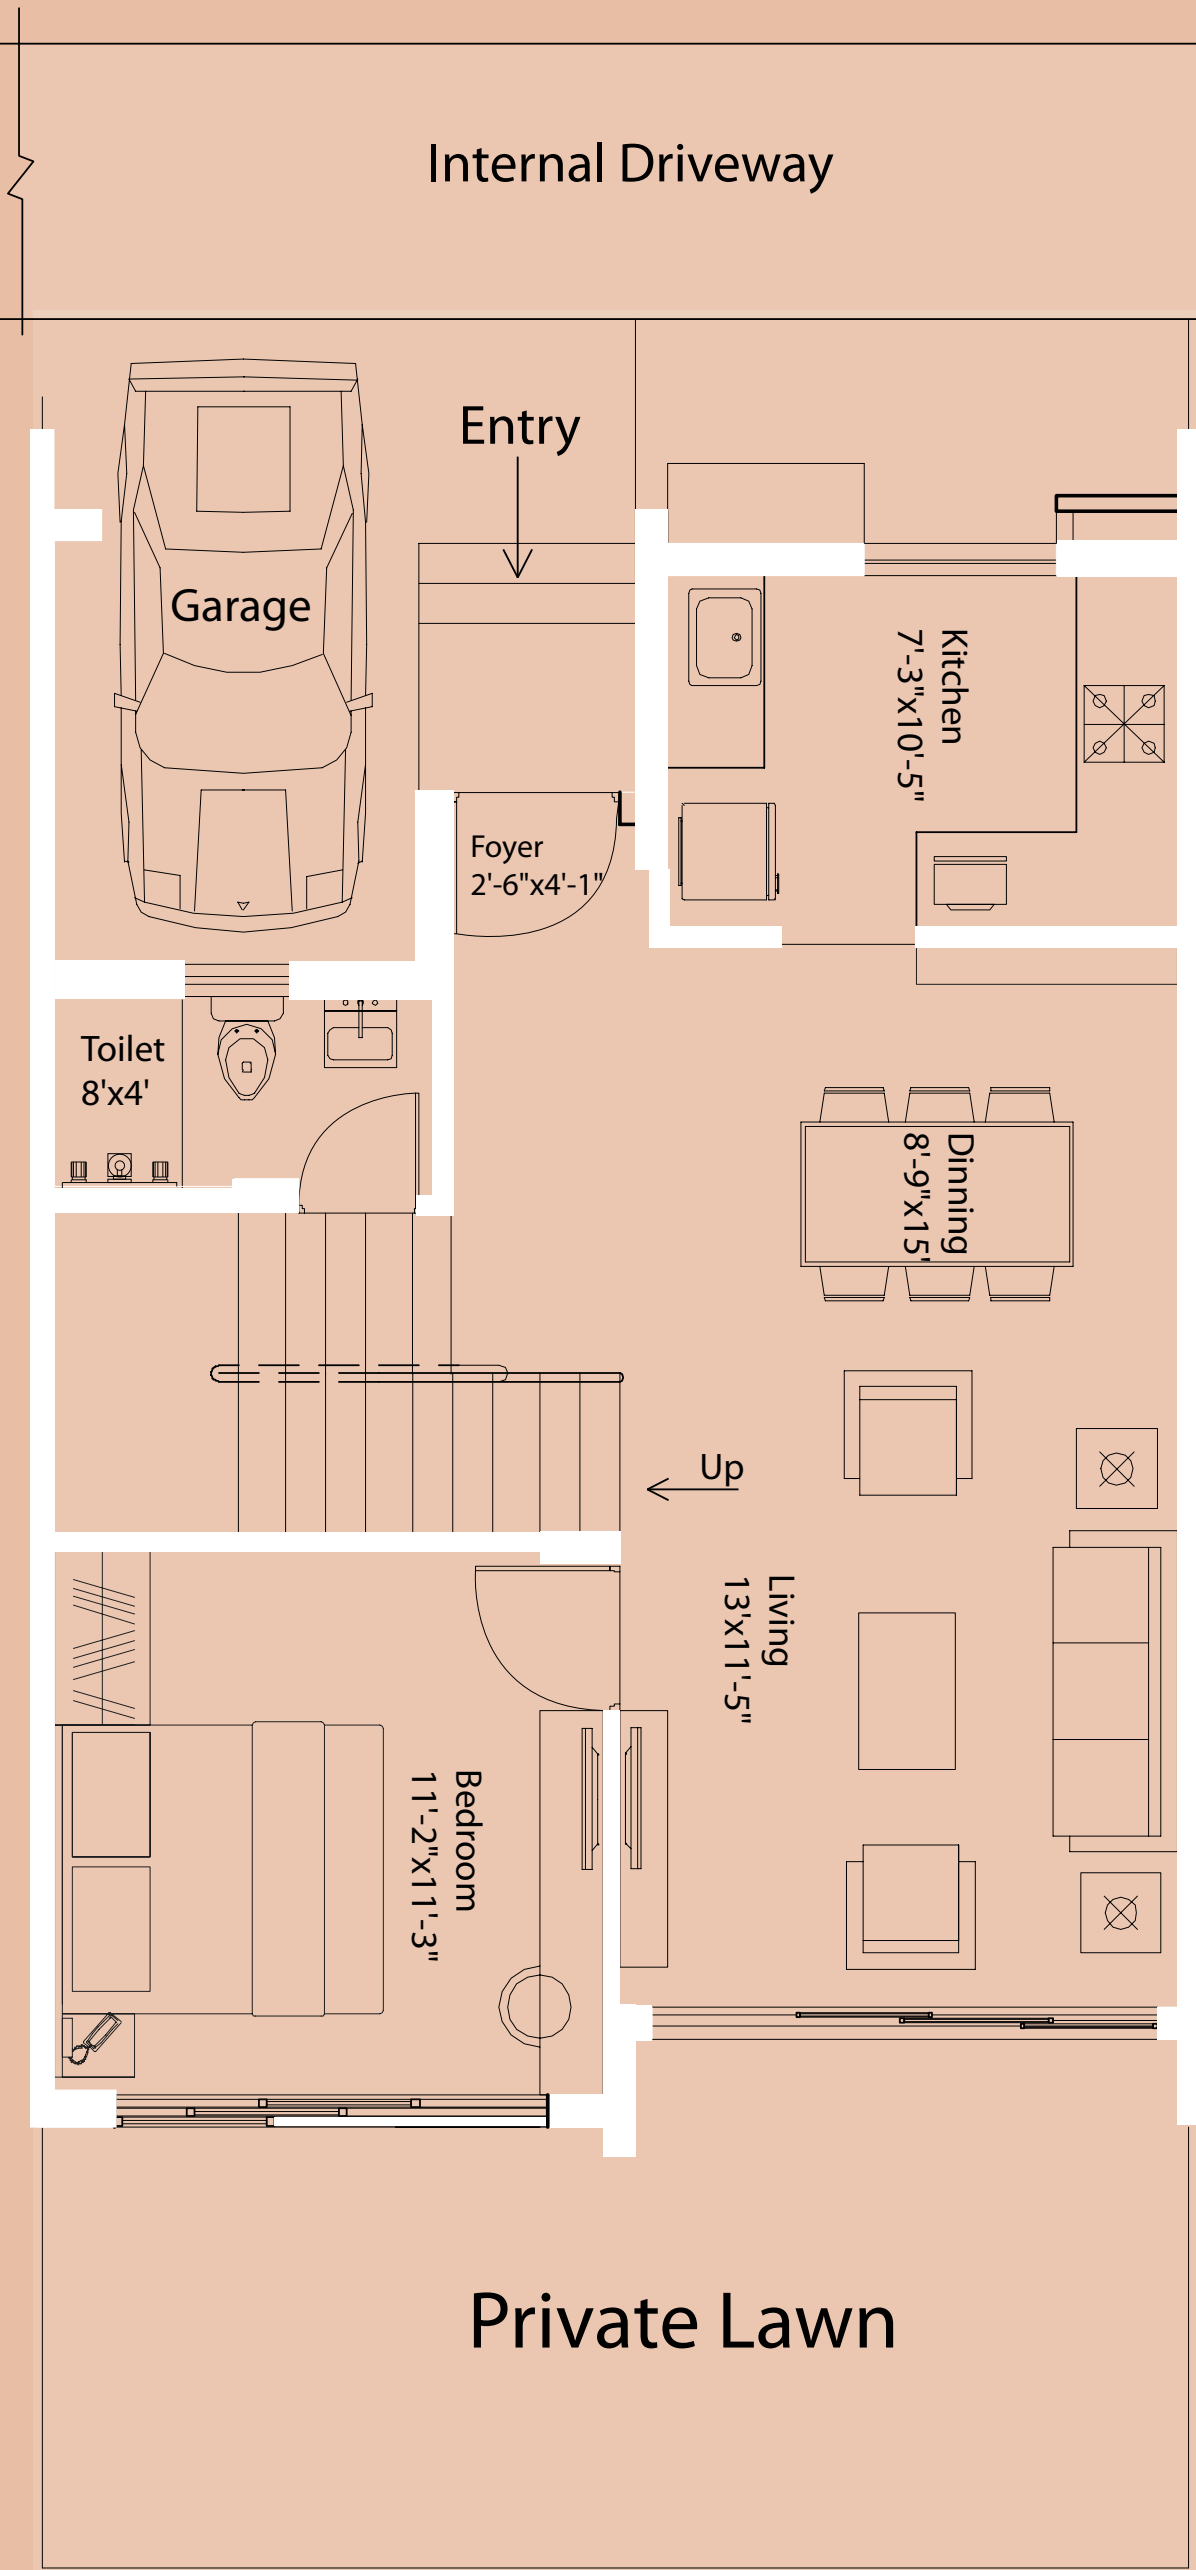 Internal Driveway
Entry
Garage
Kitchen
7'-3"x10'-5"
Foyer
2'-6"x4'-1"
Toilet
8'x4'
Dinning
8'-9"x15'
Up
Living
13'x11'-5"
Bedroom
11'-2"x11'-3"
Private Lawn